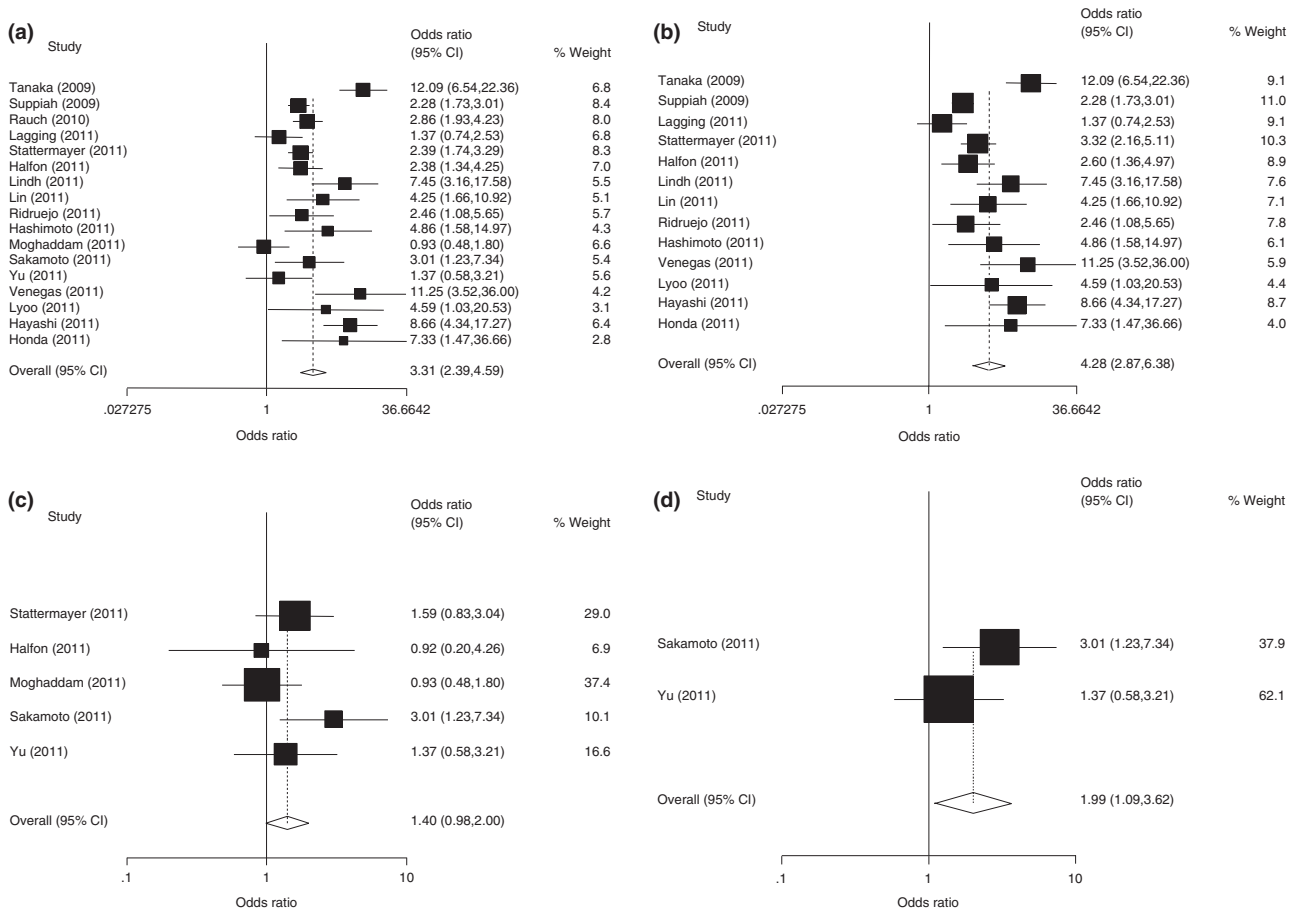 (a)
Study
Odds ratio
(95% CI)
% Weight
Tanaka (2009) 12.09 (6.54,22.36) 6.8
Suppiah (2009) 2.28 (1.73,3.01) 8.4
Rauch (2010) 2.86 (1.93,4.23) 8.0
Lagging (2011) 1.37 (0.74,2.53) 6.8
Stattermayer (2011) 2.39 (1.74,3.29) 8.3
Halfon (2011) 2.38 (1.34,4.25) 7.0
Lindh (2011) 7.45 (3.16,17.58) 5.5
Lin (2011) 4.25 (1.66,10.92) 5.1
Ridruejo (2011) 2.46 (1.08,5.65) 5.7
Hashimoto (2011) 4.86 (1.58,14.97) 4.3
Moghaddam (2011) 0.93 (0.48,1.80) 6.6
Sakamoto (2011) 3.01 (1.23,7.34) 5.4
Yu (2011) 1.37 (0.58,3.21) 5.6
Venegas (2011) 11.25 (3.52,36.00) 4.2
Lyoo (2011) 4.59 (1.03,20.53) 3.1
Hayashi (2011) 8.66 (4.34,17.27) 6.4
Honda (2011) 7.33 (1.47,36.66) 2.8
Overall (95% CI) 3.31 (2.39,4.59)
.027275 1 36.6642
Odds ratio
(b)
Study
Odds ratio
(95% CI)
% Weight
Tanaka (2009) 12.09 (6.54,22.36) 9.1
Suppiah (2009) 2.28 (1.73,3.01) 11.0
Lagging (2011) 1.37 (0.74,2.53) 9.1
Stattermayer (2011) 3.32 (2.16,5.11) 10.3
Halfon (2011) 2.60 (1.36,4.97) 8.9
Lindh (2011) 7.45 (3.16,17.58) 7.6
Lin (2011) 4.25 (1.66,10.92) 7.1
Ridruejo (2011) 2.46 (1.08,5.65) 7.8
Hashimoto (2011) 4.86 (1.58,14.97) 6.1
Venegas (2011) 11.25 (3.52,36.00) 5.9
Lyoo (2011) 4.59 (1.03,20.53) 4.4
Hayashi (2011) 8.66 (4.34,17.27) 8.7
Honda (2011) 7.33 (1.47,36.66) 4.0
Overall (95% CI) 4.28 (2.87,6.38)
.027275 1 36.6642
Odds ratio
(c)
Study
Odds ratio
(95% CI)
% Weight
Stattermayer (2011) 1.59 (0.83,3.04) 29.0
Halfon (2011) 0.92 (0.20,4.26) 6.9
Moghaddam (2011) 0.93 (0.48,1.80) 37.4
Sakamoto (2011) 3.01 (1.23,7.34) 10.1
Yu (2011) 1.37 (0.58,3.21) 16.6
Overall (95% CI) 1.40 (0.98,2.00)
.1 1 10
Odds ratio
(d)
Study
Odds ratio
(95% CI)
% Weight
Sakamoto (2011) 3.01 (1.23,7.34) 37.9
Yu (2011) 1.37 (0.58,3.21) 62.1
Overall (95% CI) 1.99 (1.09,3.62)
.1 1 10
Odds ratio